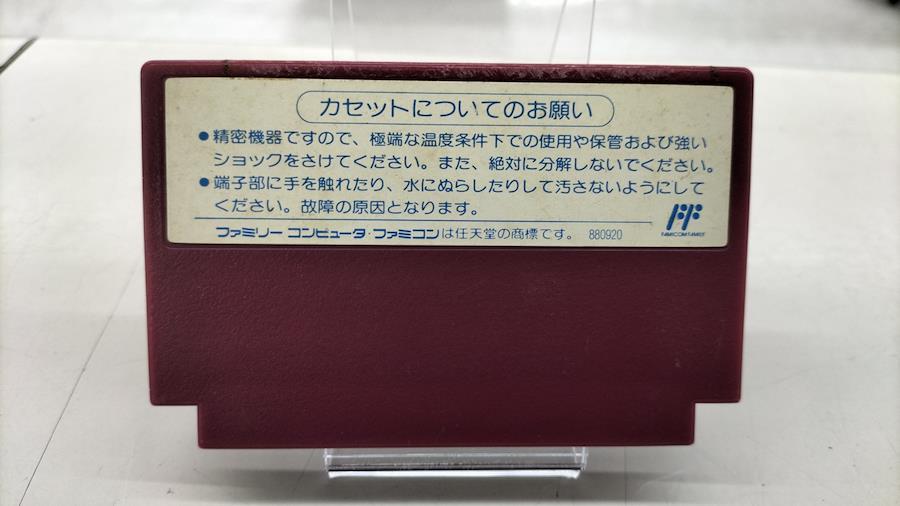 カセットについてのお願い
●精密機器ですので、極端な温度条件下での使用や保管および強い
ショックをさけてください。また、絶対に分解しないでください。
●端子部に手を触れたり、水にぬらしたりして汚さないようにして
ください。故障の原因となります。
ファミリー コンピュータ・ファミコンは任天堂の商標です。 880920
FAMICOM FAMILY